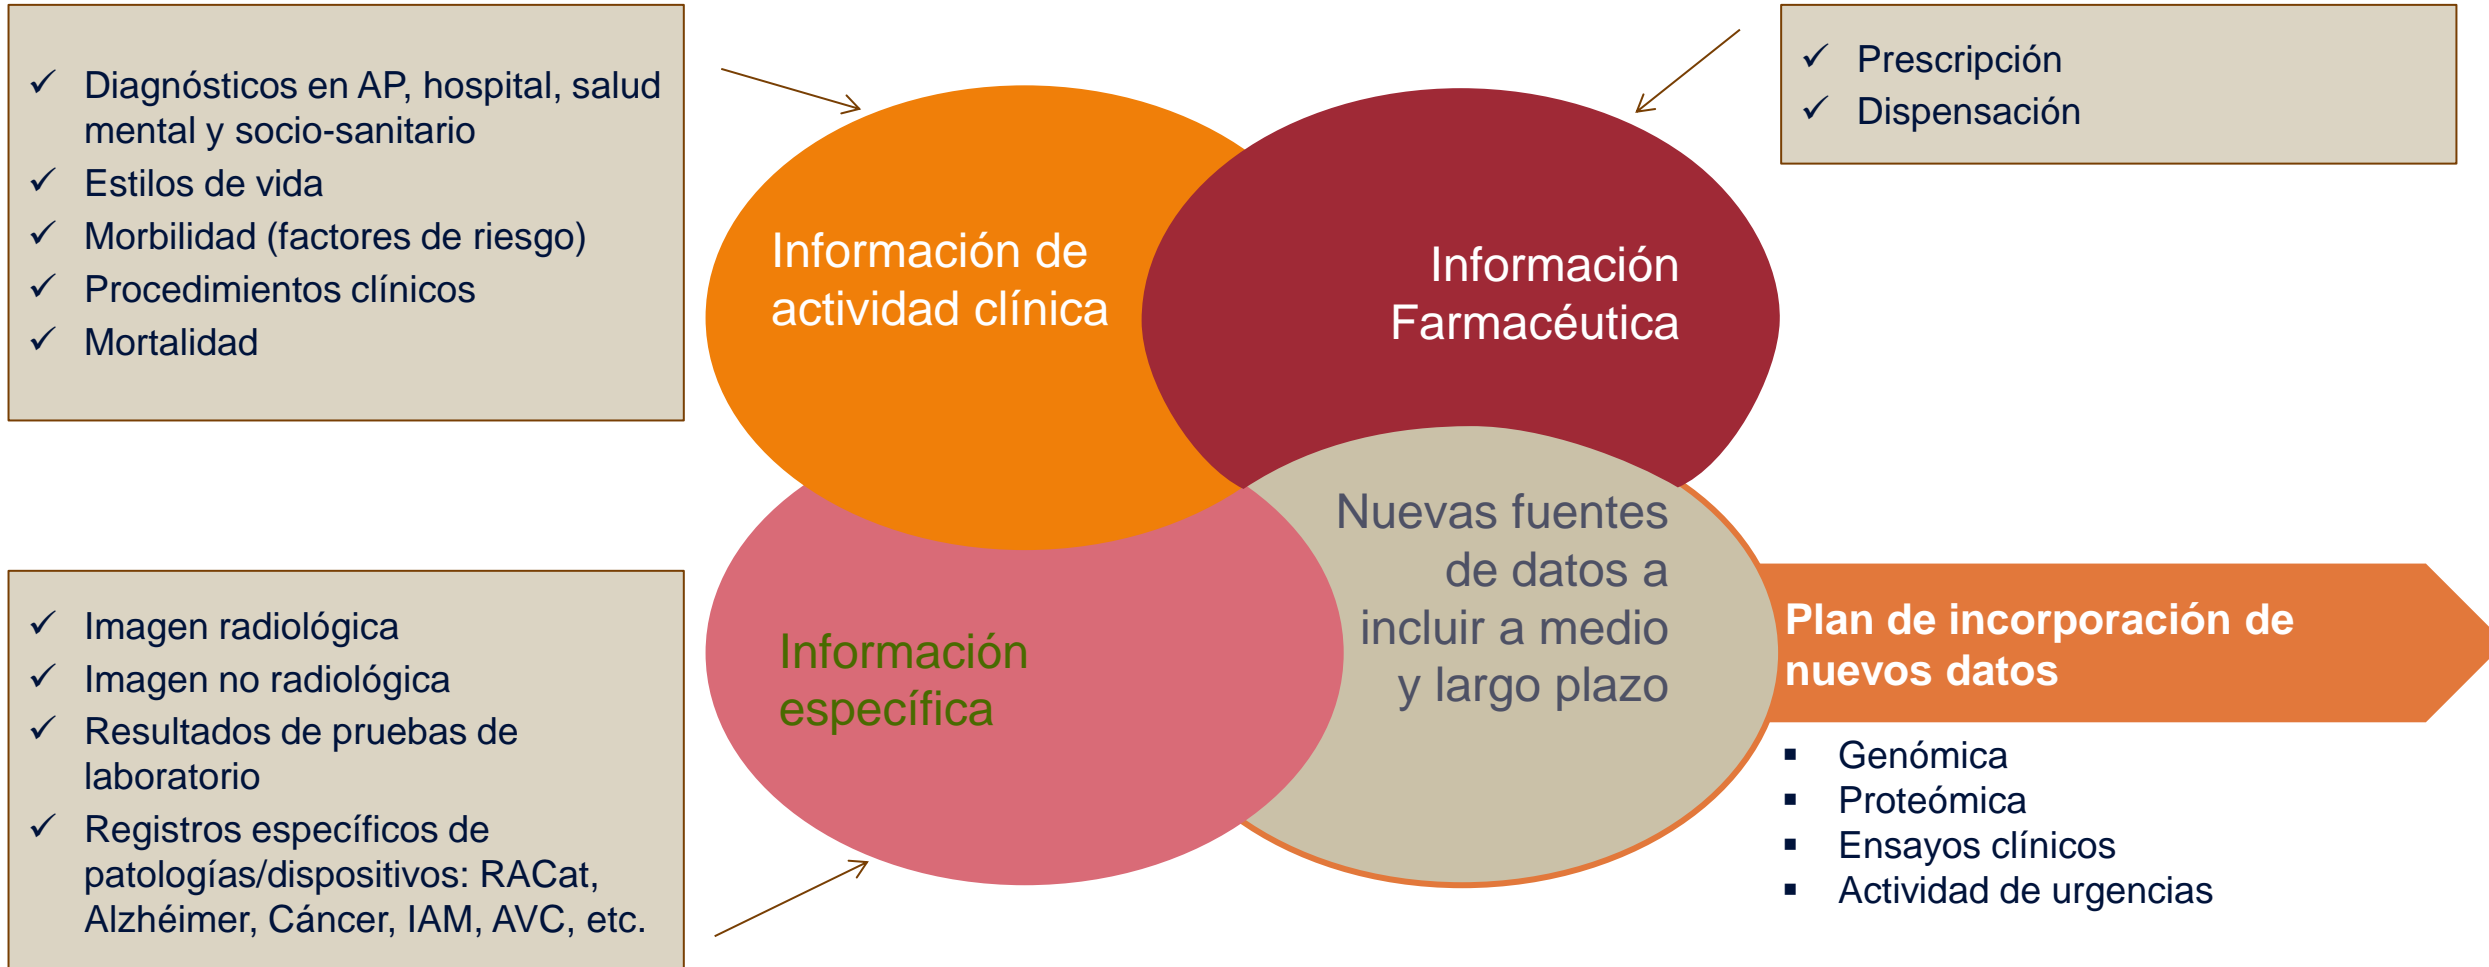 ✓ Diagnósticos en AP, hospital, salud
mental y socio-sanitario
✓ Estilos de vida
✓ Morbilidad (factores de riesgo)
✓ Procedimientos clínicos
✓ Mortalidad
Información de
actividad clínica
Información
Farmacéutica
✓ Prescripción
✓ Dispensación
✓ Imagen radiológica
✓ Imagen no radiológica
✓ Resultados de pruebas de
laboratorio
✓ Registros específicos de
patologías/dispositivos: RACat,
Alzhéimer, Cáncer, IAM, AVC, etc.
Información
específica
Nuevas fuentes
de datos a
incluir a medio
y largo plazo
Plan de incorporación de
nuevos datos
▪ Genómica
▪ Proteómica
▪ Ensayos clínicos
▪ Actividad de urgencias